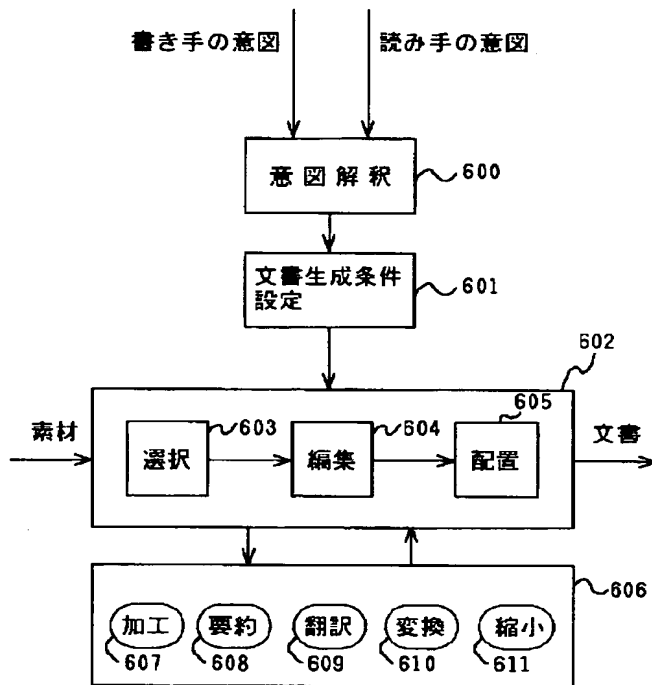 書き手の意図
読み手の意図
意図解釈
600
文書生成条件
設定
601
602
素材
選択
603
編集
604
配置
605
文書
606
加工
要約
翻訳
変換
縮小
607
608
609
610
611